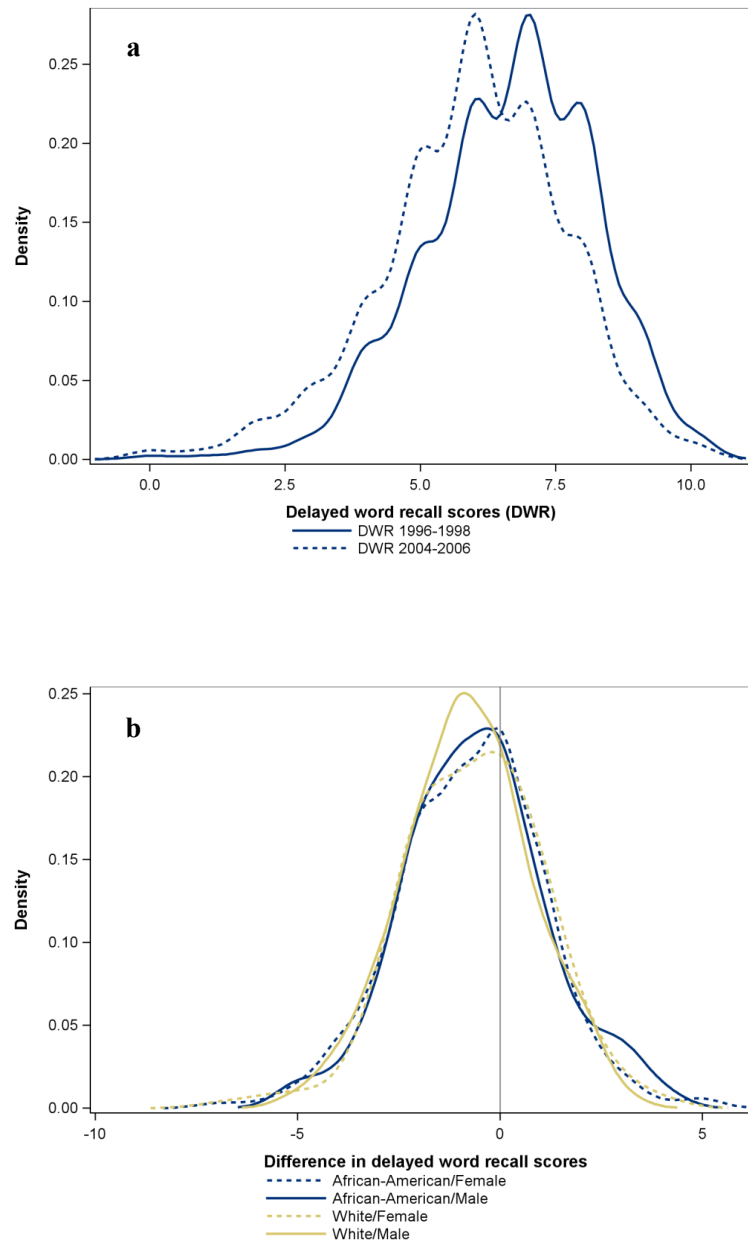 a
0.25
0.20
0.15
0.10
0.05
0.00
Density
0.0 2.5 5.0 7.5 10.0
Delayed word recall scores (DWR)
DWR 1996-1998
DWR 2004-2006
b
0.25
0.20
0.15
0.10
0.05
0.00
Density
-10 -5 0 5
Difference in delayed word recall scores
African-American/Female
African-American/Male
White/Female
White/Male